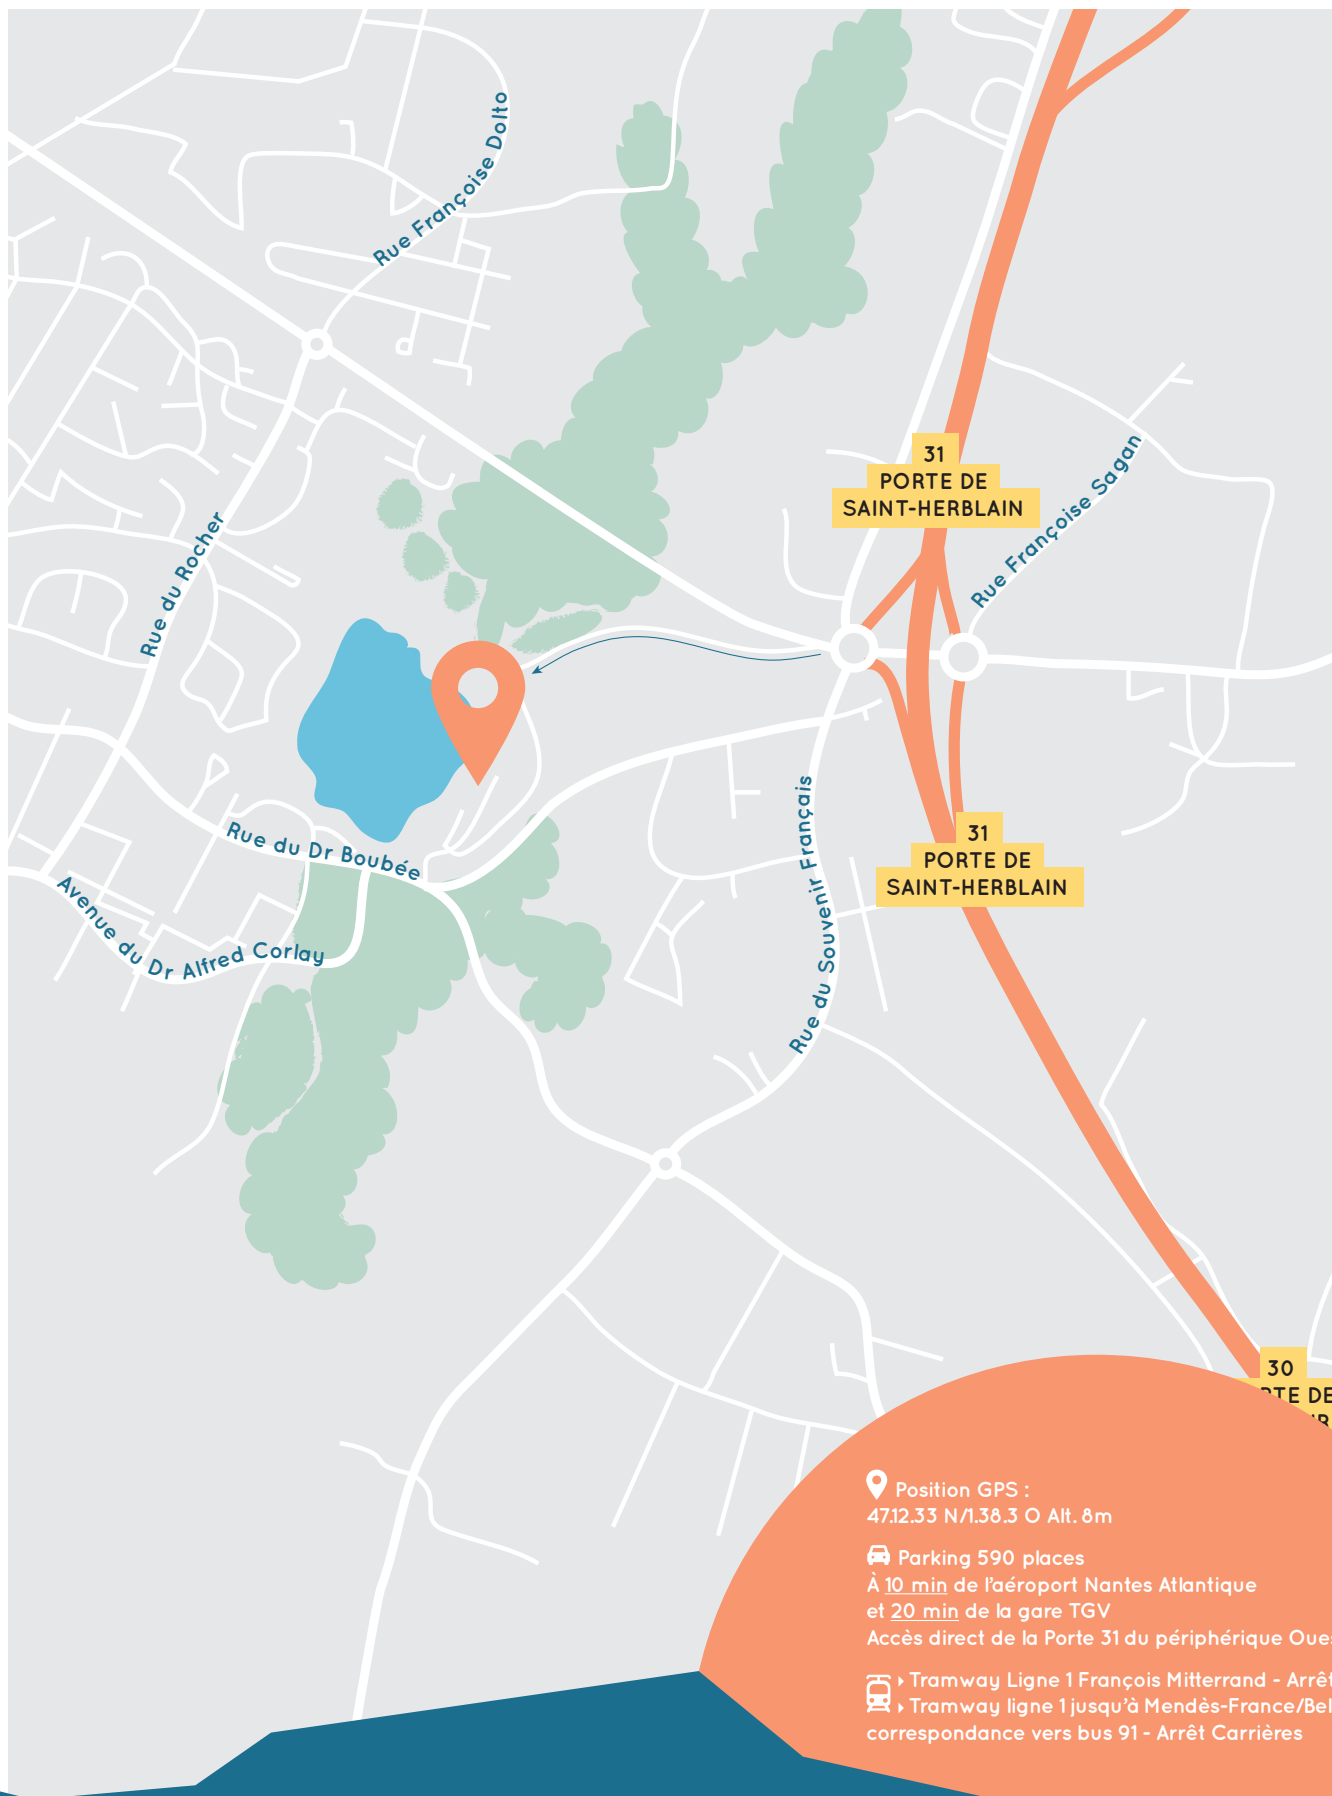 Rue Françoise Dolto
31
PORTE DE
SAINT-HERBLAIN
Rue Françoise Sagan
Rue du Rocher
31
PORTE DE
SAINT-HERBLAIN
Rue du Dr Boubée
Rue du Souvenir Français
Avenue du Dr Alfred Corlay
30
DE
Position GPS :
47.12.33 N/1.38.3 O Alt. 8m
Parking 590 places
À 10 min de l'aéroport Nantes Atlantique
et 20 min de la gare TGV
Accès direct de la Porte 31 du périphérique
Tramway Ligne 1 François Mitterrand - Arrêt
Tramway ligne 1 jusqu'à Mendès-France/Bel
correspondance vers bus 91 - Arrêt Carrières